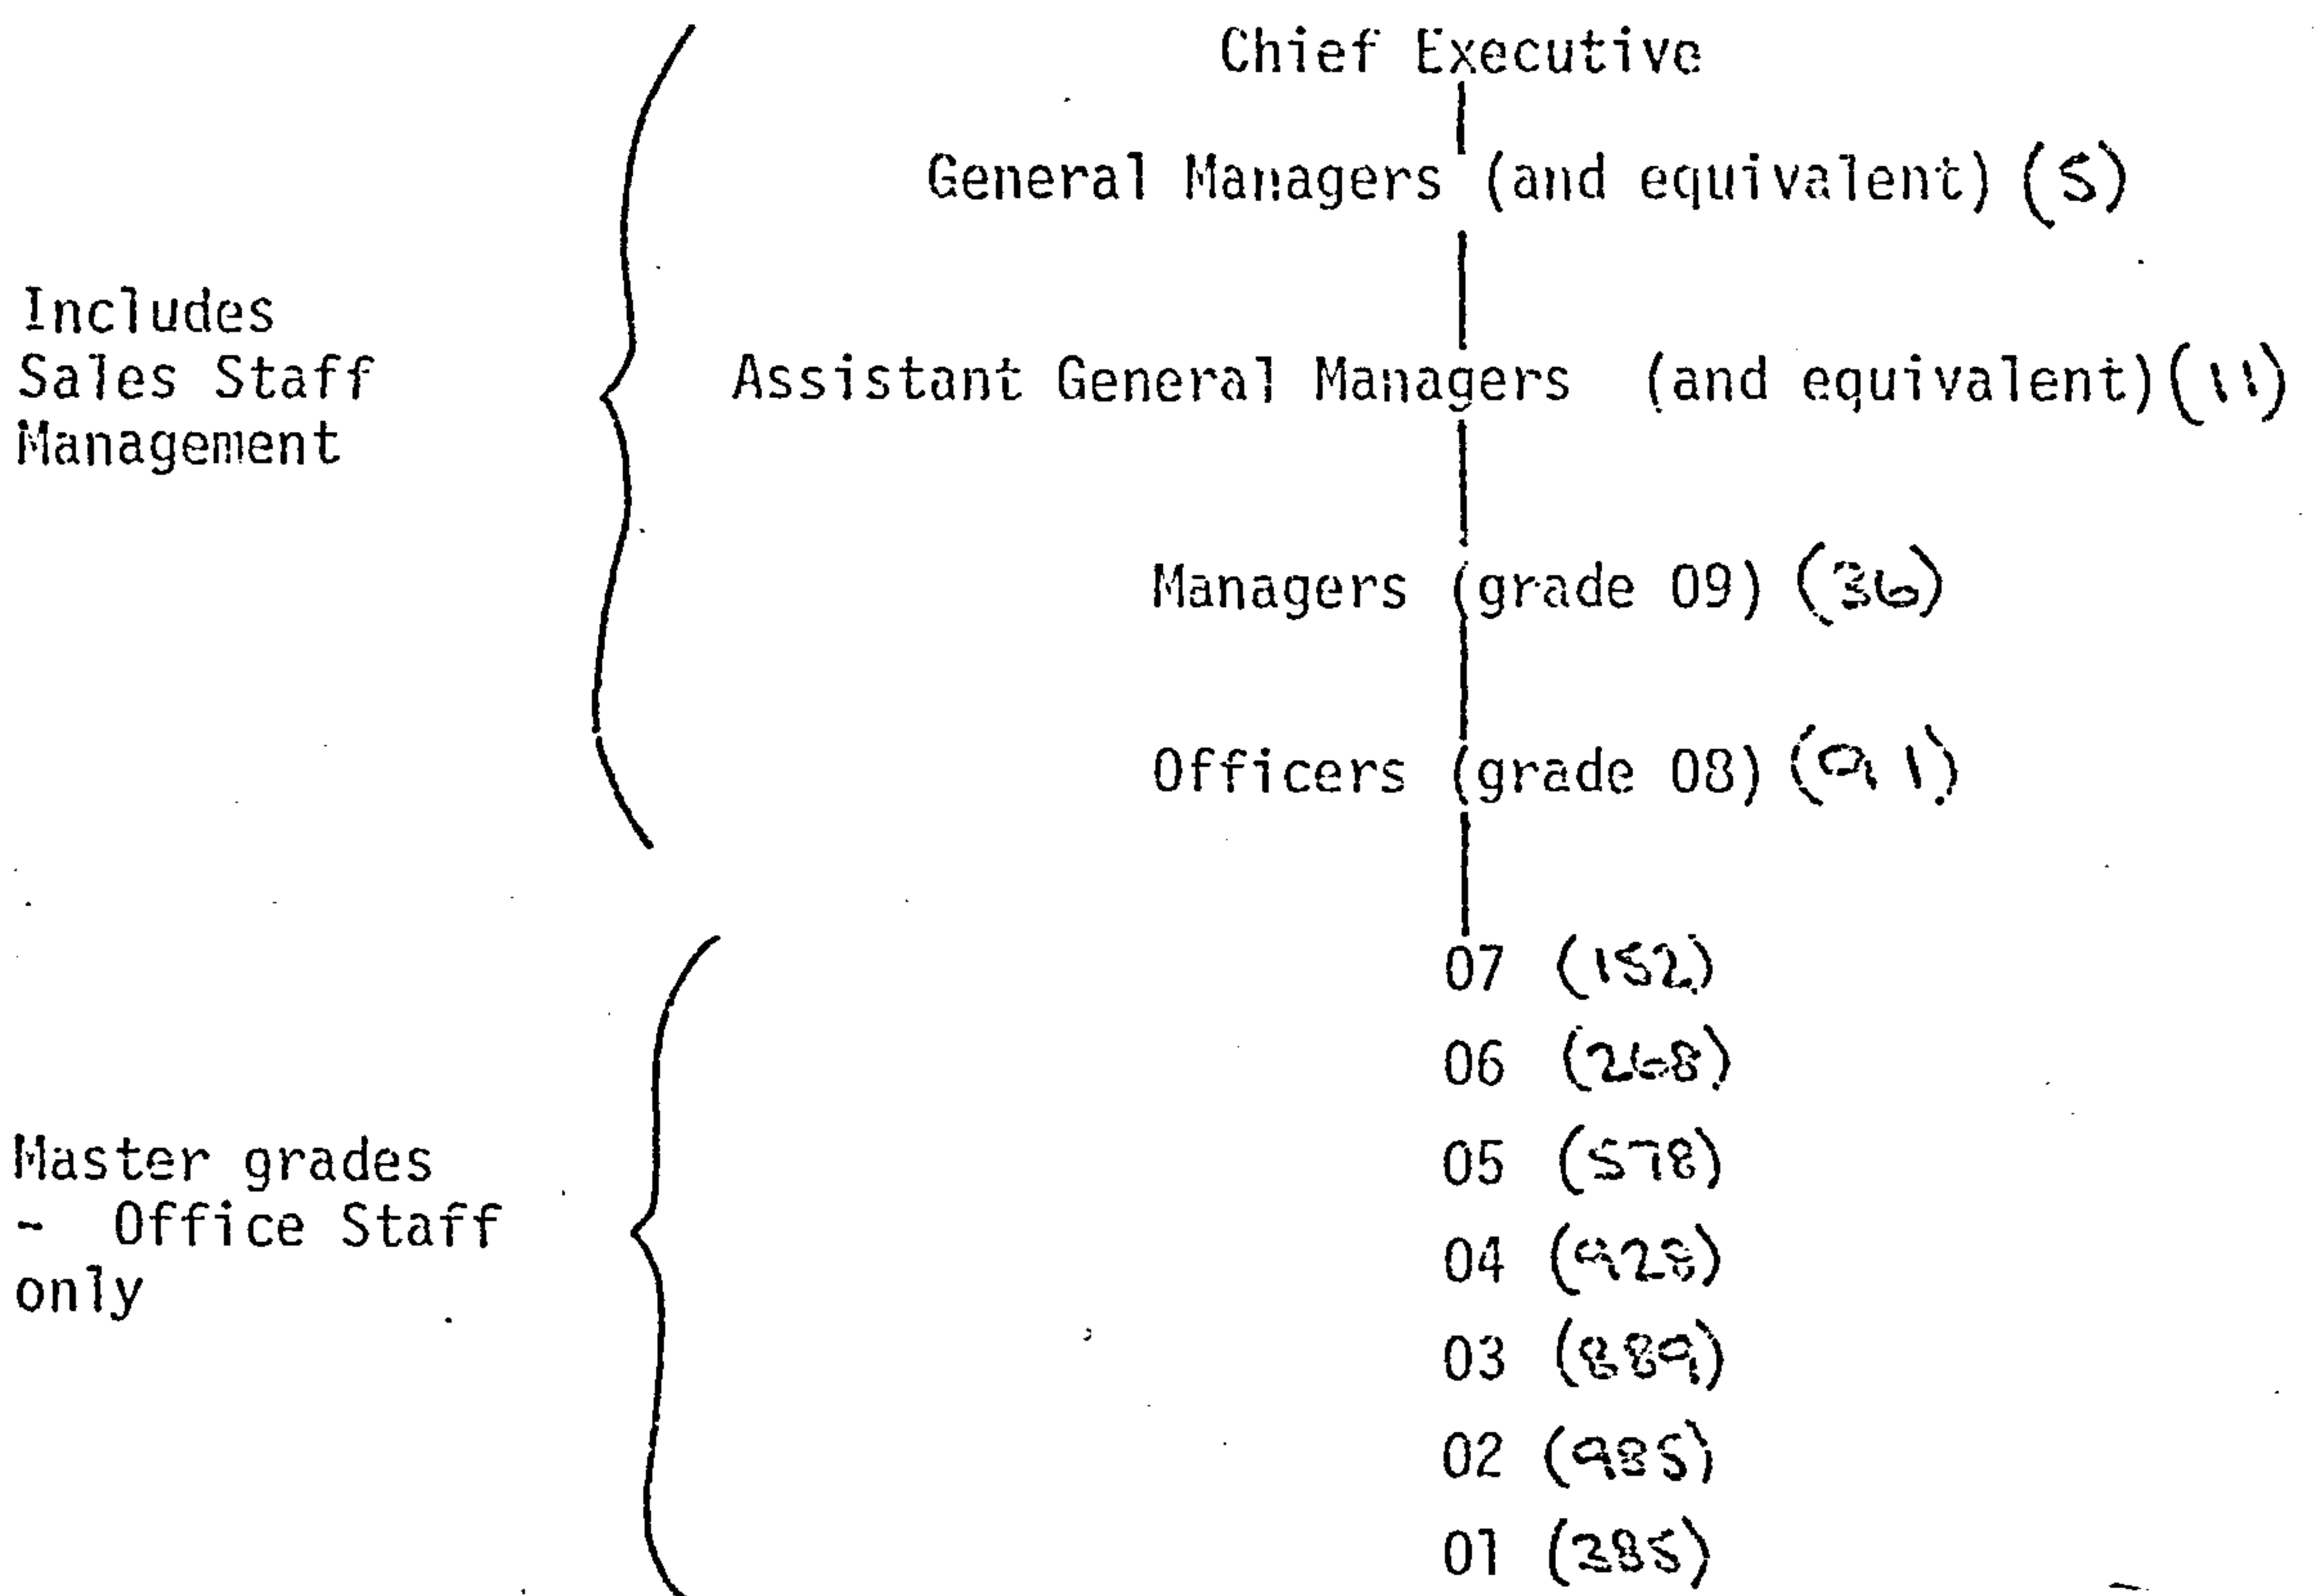 Chief Executive
General Managers (and equivalent) (5)
Includes
Sales Staff
Management
Assistant General Managers (and equivalent) (11)
Managers (grade 09) (36)
Officers (grade 08) (91)
07 (152)
06 (268)
Master grades
- Office Staff
only
05 (578)
04 (928)
03 (889)
02 (985)
01 (385)